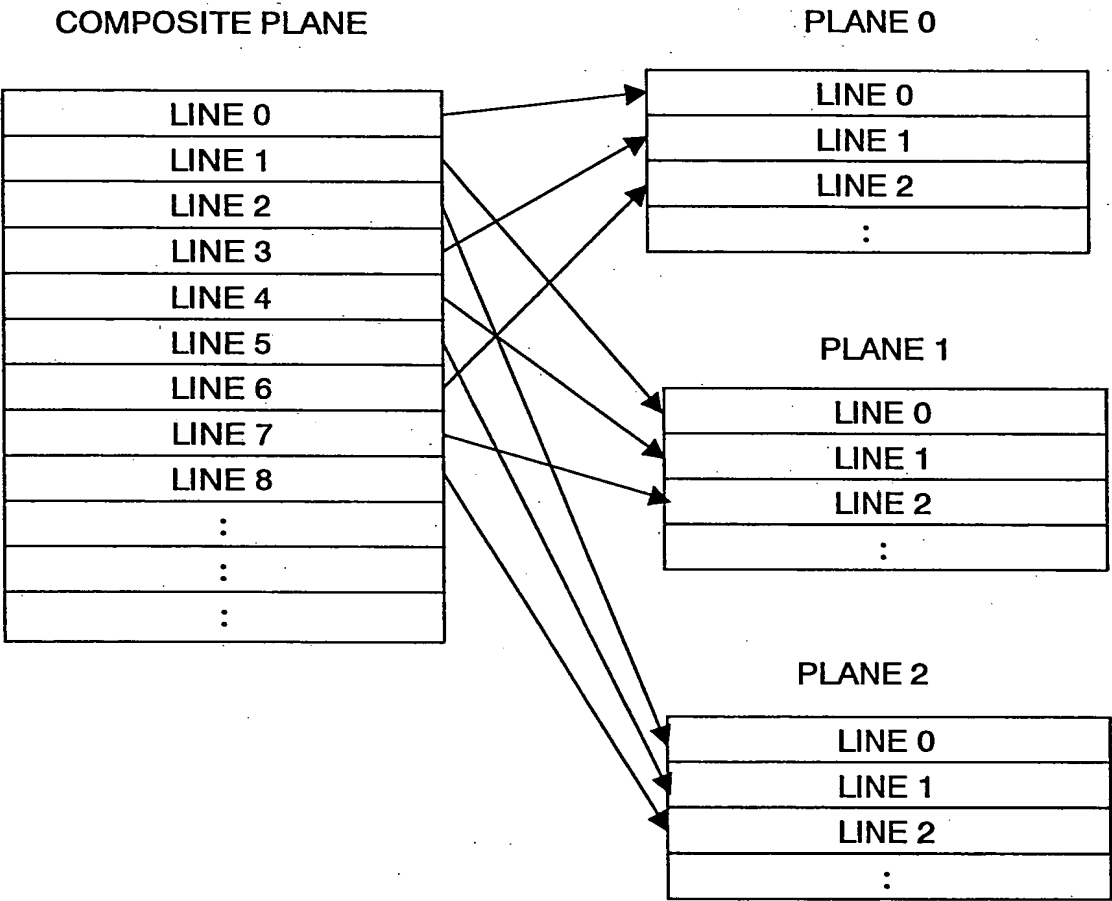 COMPOSITE PLANE
LINE 0
LINE 1
LINE 2
LINE 3
LINE 4
LINE 5
LINE 6
LINE 7
LINE 8
:
:
:
PLANE 0
LINE 0
LINE 1
LINE 2
:
PLANE 1
LINE 0
LINE 1
LINE 2
:
PLANE 2
LINE 0
LINE 1
LINE 2
: